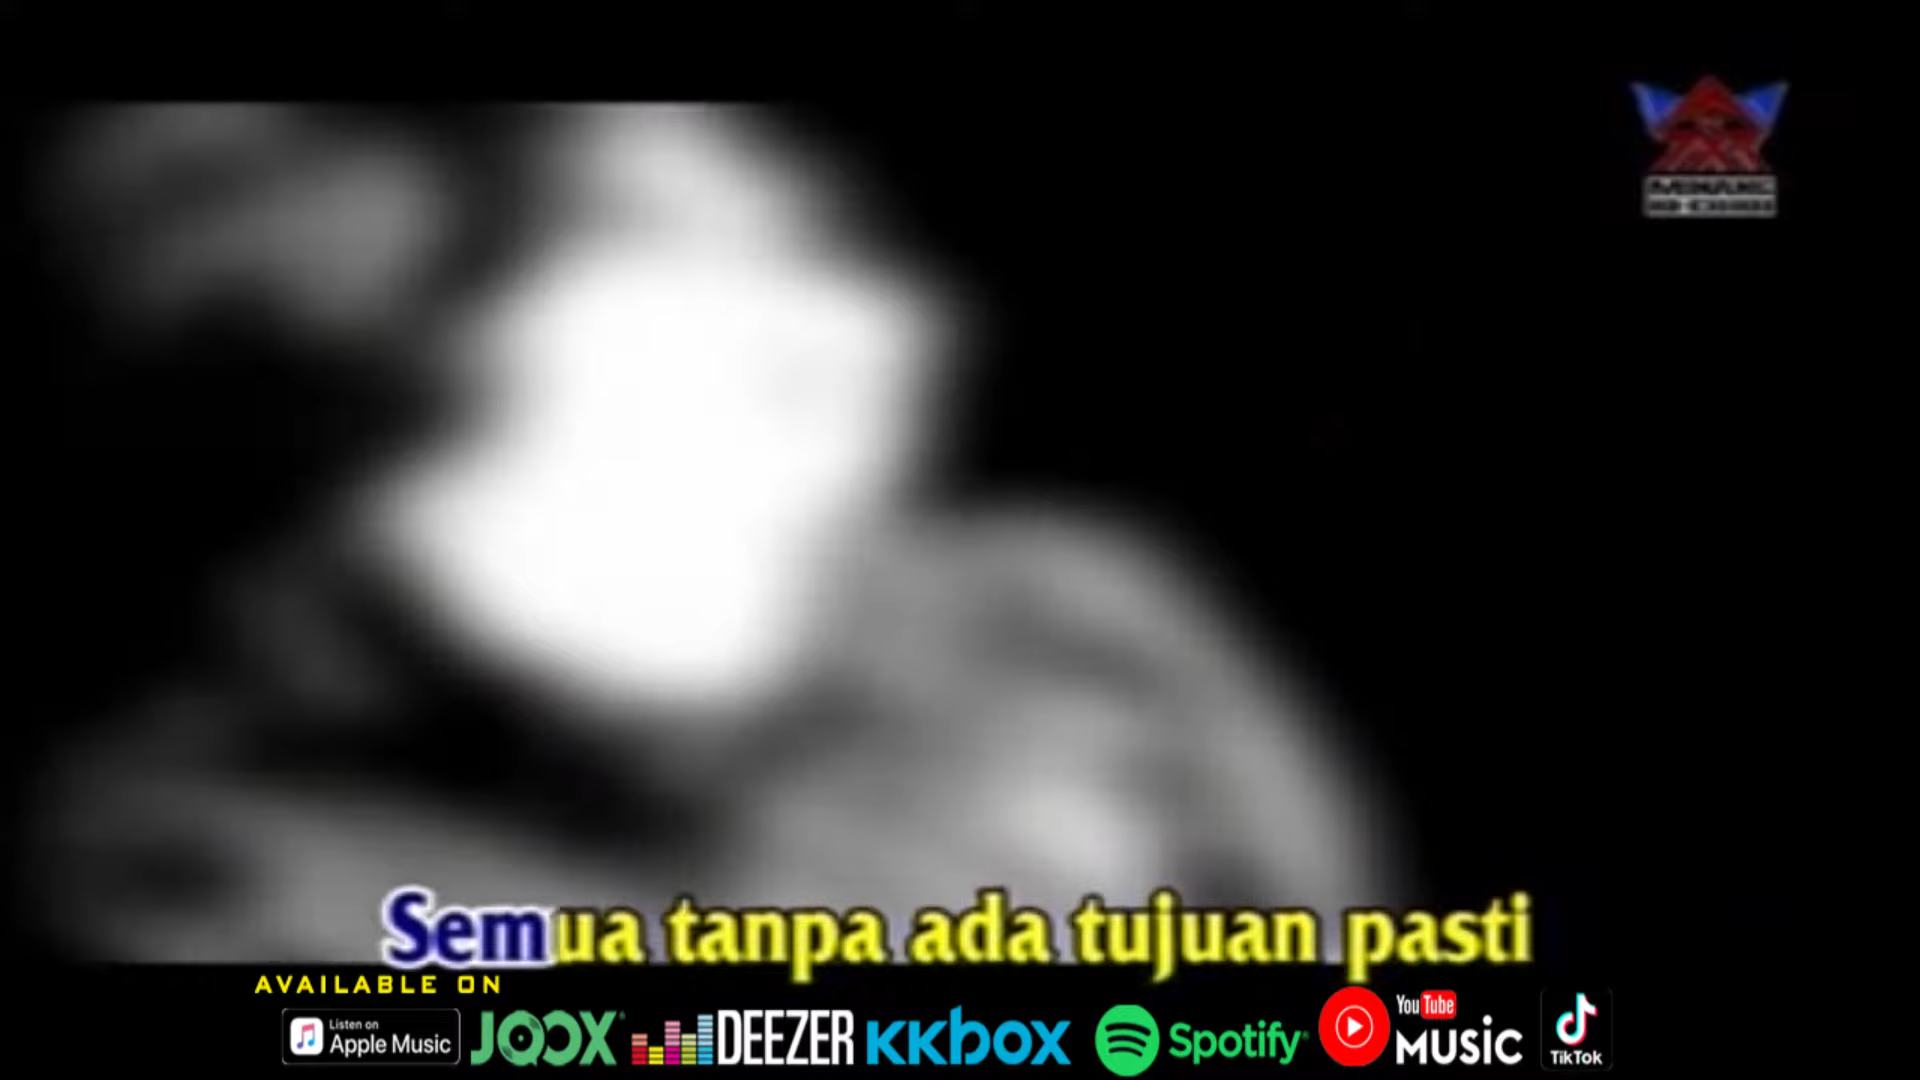 Semua tanpa ada tujuan pasti
AVAILABLE ON
Listen on
Apple Music
JOOX
DEEZER
KKBOX
Spotify
YouTube
MUSIC
TikTok